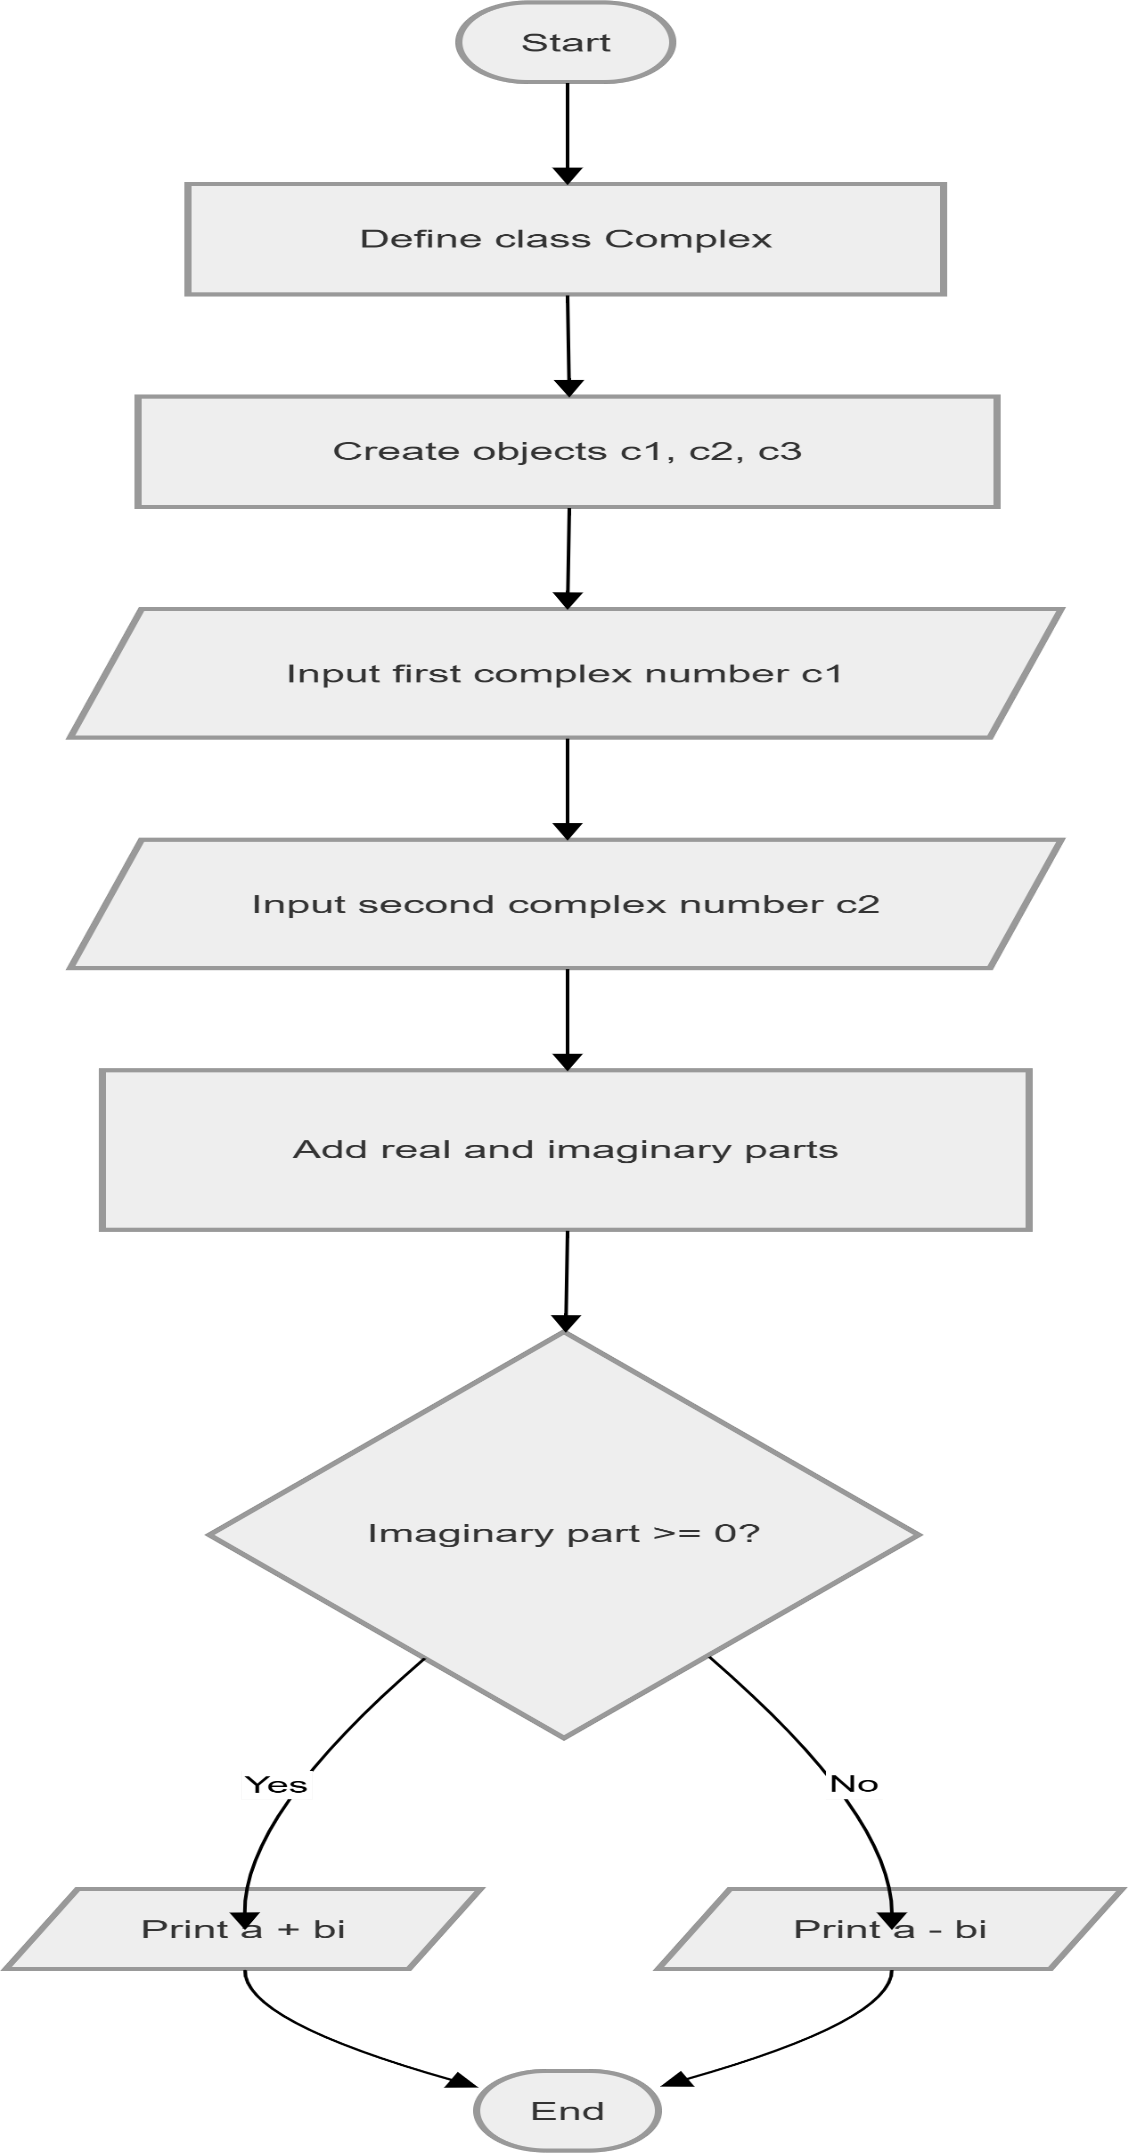 Start
Define class Complex
Create objects c1, c2, c3
Input first complex number c1
Input second complex number c2
Add real and imaginary parts
Imaginary part >= 0?
Yes
No
Print a + bi
Print a - bi
End